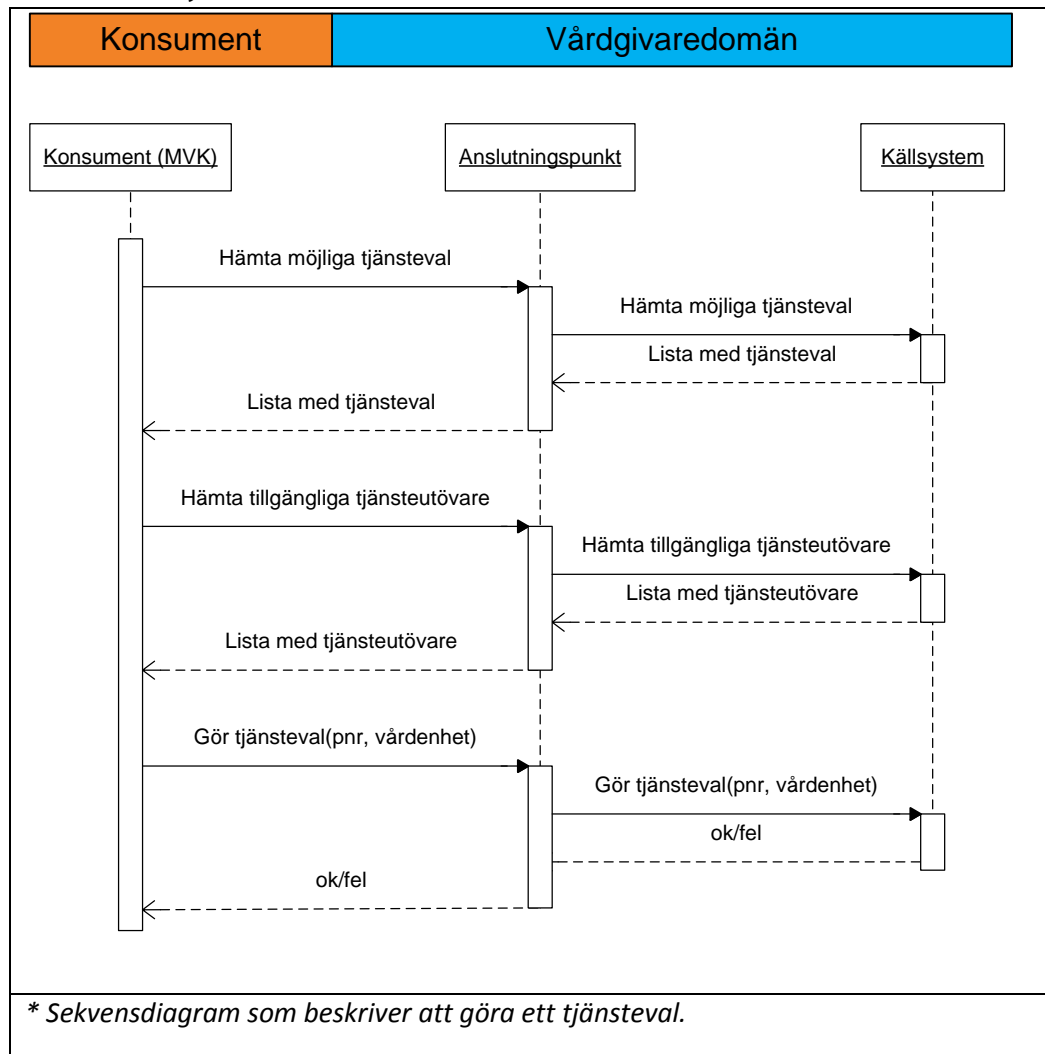 Konsument
Vårdgivaredomän
Konsument (MVK)
Anslutningspunkt
Källsystem
Hämta möjliga tjänsteval
Hämta möjliga tjänsteval
Lista med tjänsteval
Lista med tjänsteval
Hämta tillgängliga tjänsteutövare
Hämta tillgängliga tjänsteutövare
Lista med tjänsteutövare
Lista med tjänsteutövare
Gör tjänsteval(pnr, vårdenhet)
Gör tjänsteval(pnr, vårdenhet)
ok/fel
ok/fel
* Sekvensdiagram som beskriver att göra ett tjänsteval.